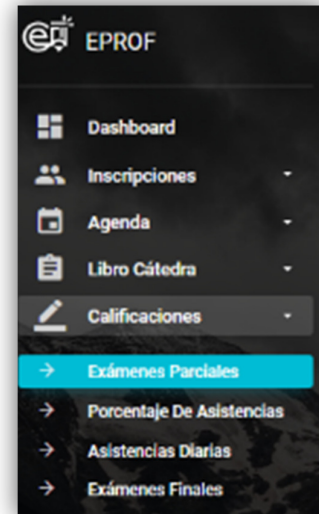 EPROF
Dashboard
Inscripciones
Agenda
Libro Cátedra
Calificaciones
Exámenes Parciales
Porcentaje De Asistencias
Asistencias Diarias
Exámenes Finales